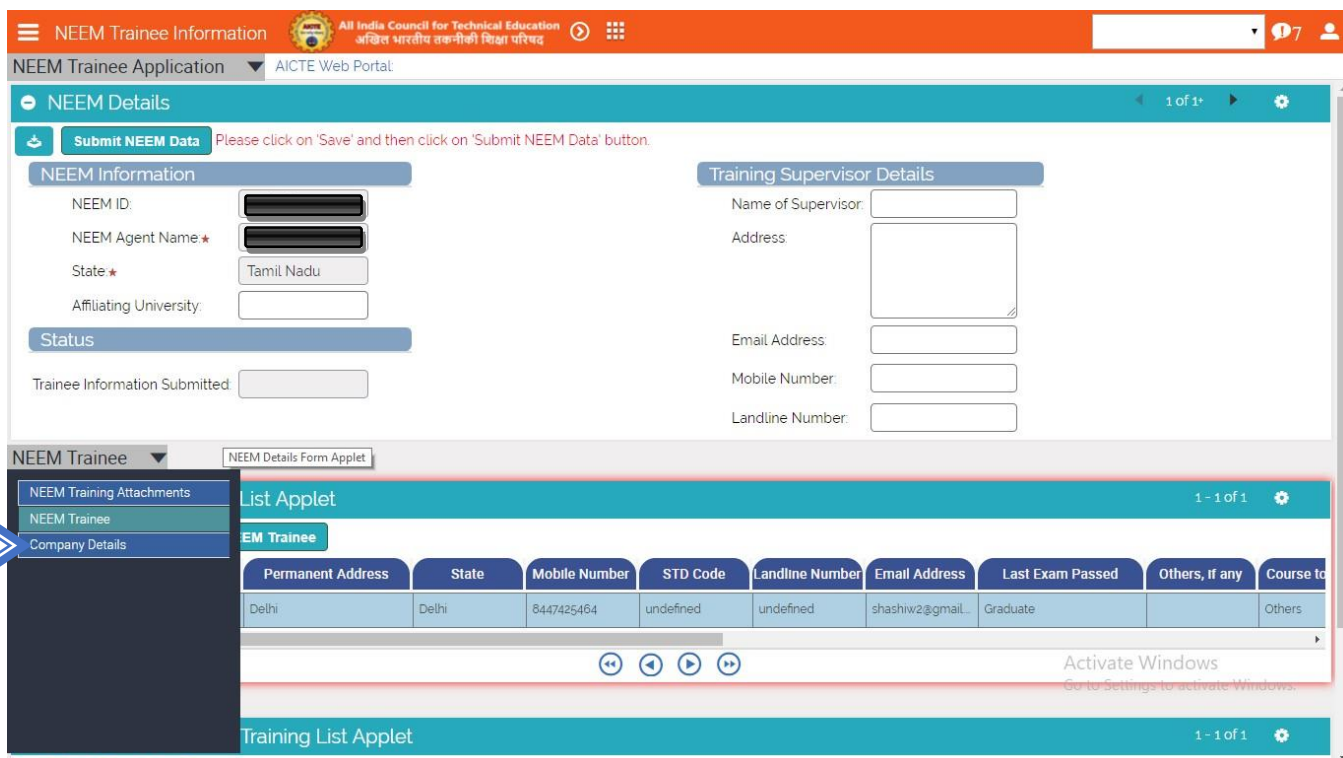 NEEM Trainee Information
All India Council for Technical Education
अखिल भारतीय तकनीकी शिक्षा परिषद
7
NEEM Trainee Application
AICTE Web Portal:
NEEM Details
1 of 1+
Submit NEEM Data
Please click on 'Save' and then click on 'Submit NEEM Data' button.
NEEM Information
Training Supervisor Details
NEEM ID:
Name of Supervisor:
NEEM Agent Name:★
Address:
State:★
Tamil Nadu
Affiliating University:
Status
Email Address:
Trainee Information Submitted:
Mobile Number:
Landline Number:
NEEM Trainee
NEEM Details Form Applet
NEEM Training Attachments
NEEM Trainee
Company Details
List Applet
1 - 1 of 1
EM Trainee
Permanent Address State Mobile Number STD Code Landline Number Email Address Last Exam Passed Others, If any Course to
Delhi Delhi 8447425464 undefined undefined shashiw2@gmail... Graduate Others
Activate Windows
Go to Settings to activate Windows.
Training List Applet
1 - 1 of 1